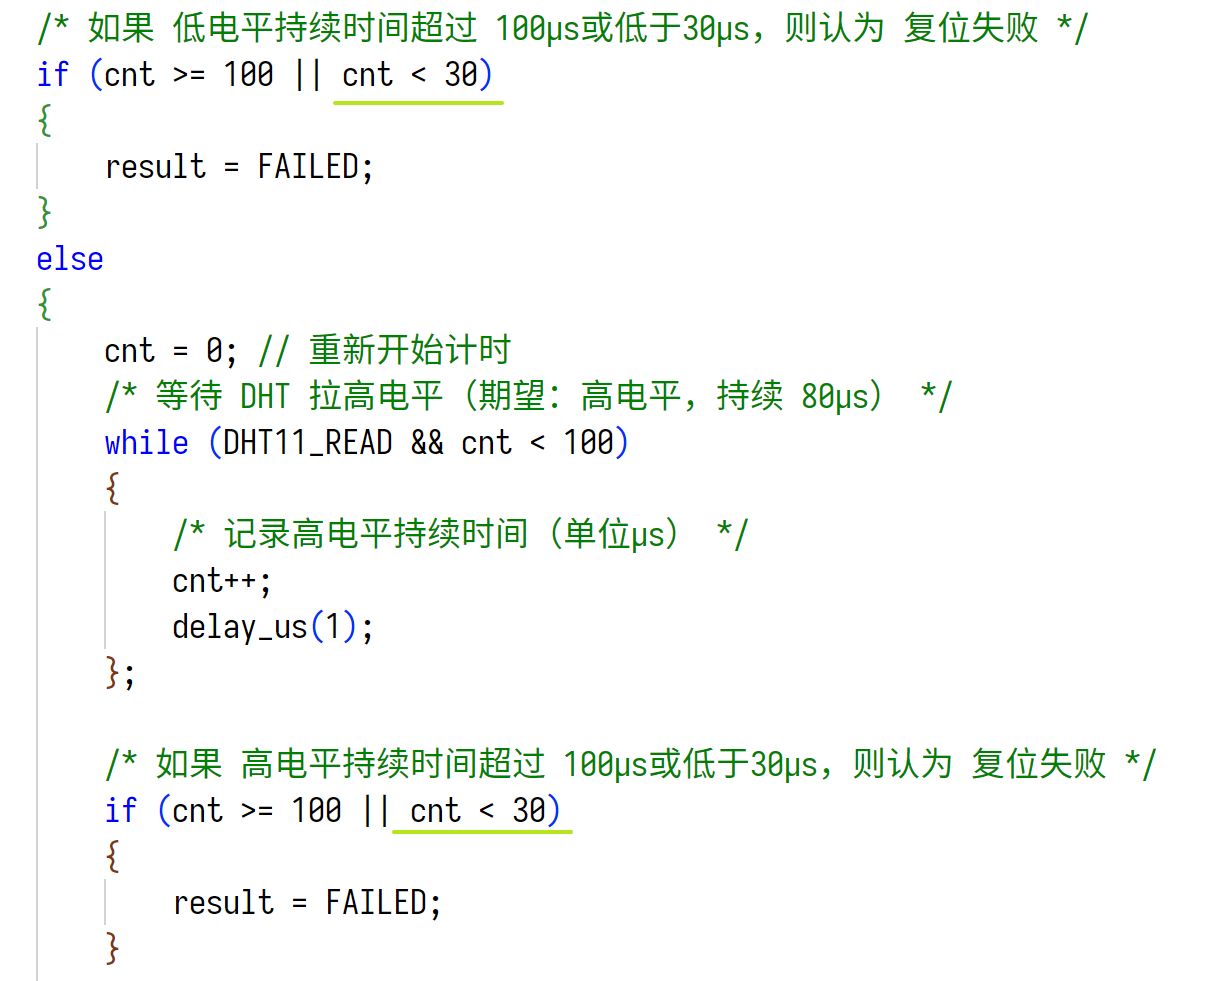 /* 如果 低电平持续时间超过 100μs或低于30μs，则认为 复位失败 */
if (cnt >= 100 || cnt < 30)
{
    result = FAILED;
}
else
{
    cnt = 0; // 重新开始计时
    /* 等待 DHT 拉高电平（期望：高电平，持续 80μs） */
    while (DHT11_READ && cnt < 100)
    {
        /* 记录高电平持续时间（单位μs） */
        cnt++;
        delay_us(1);
    };
    /* 如果 高电平持续时间超过 100μs或低于30μs，则认为 复位失败 */
    if (cnt >= 100 || cnt < 30)
    {
        result = FAILED;
    }